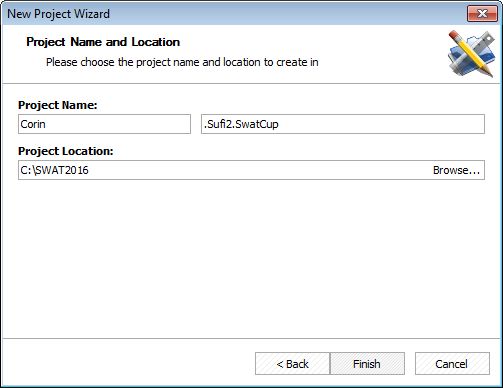 New Project Wizard
Project Name and Location
Please choose the project name and location to create in
Project Name:
Corin .Sufi2.SwatCup
Project Location:
C:\SWAT2016 Browse...
< Back Finish Cancel